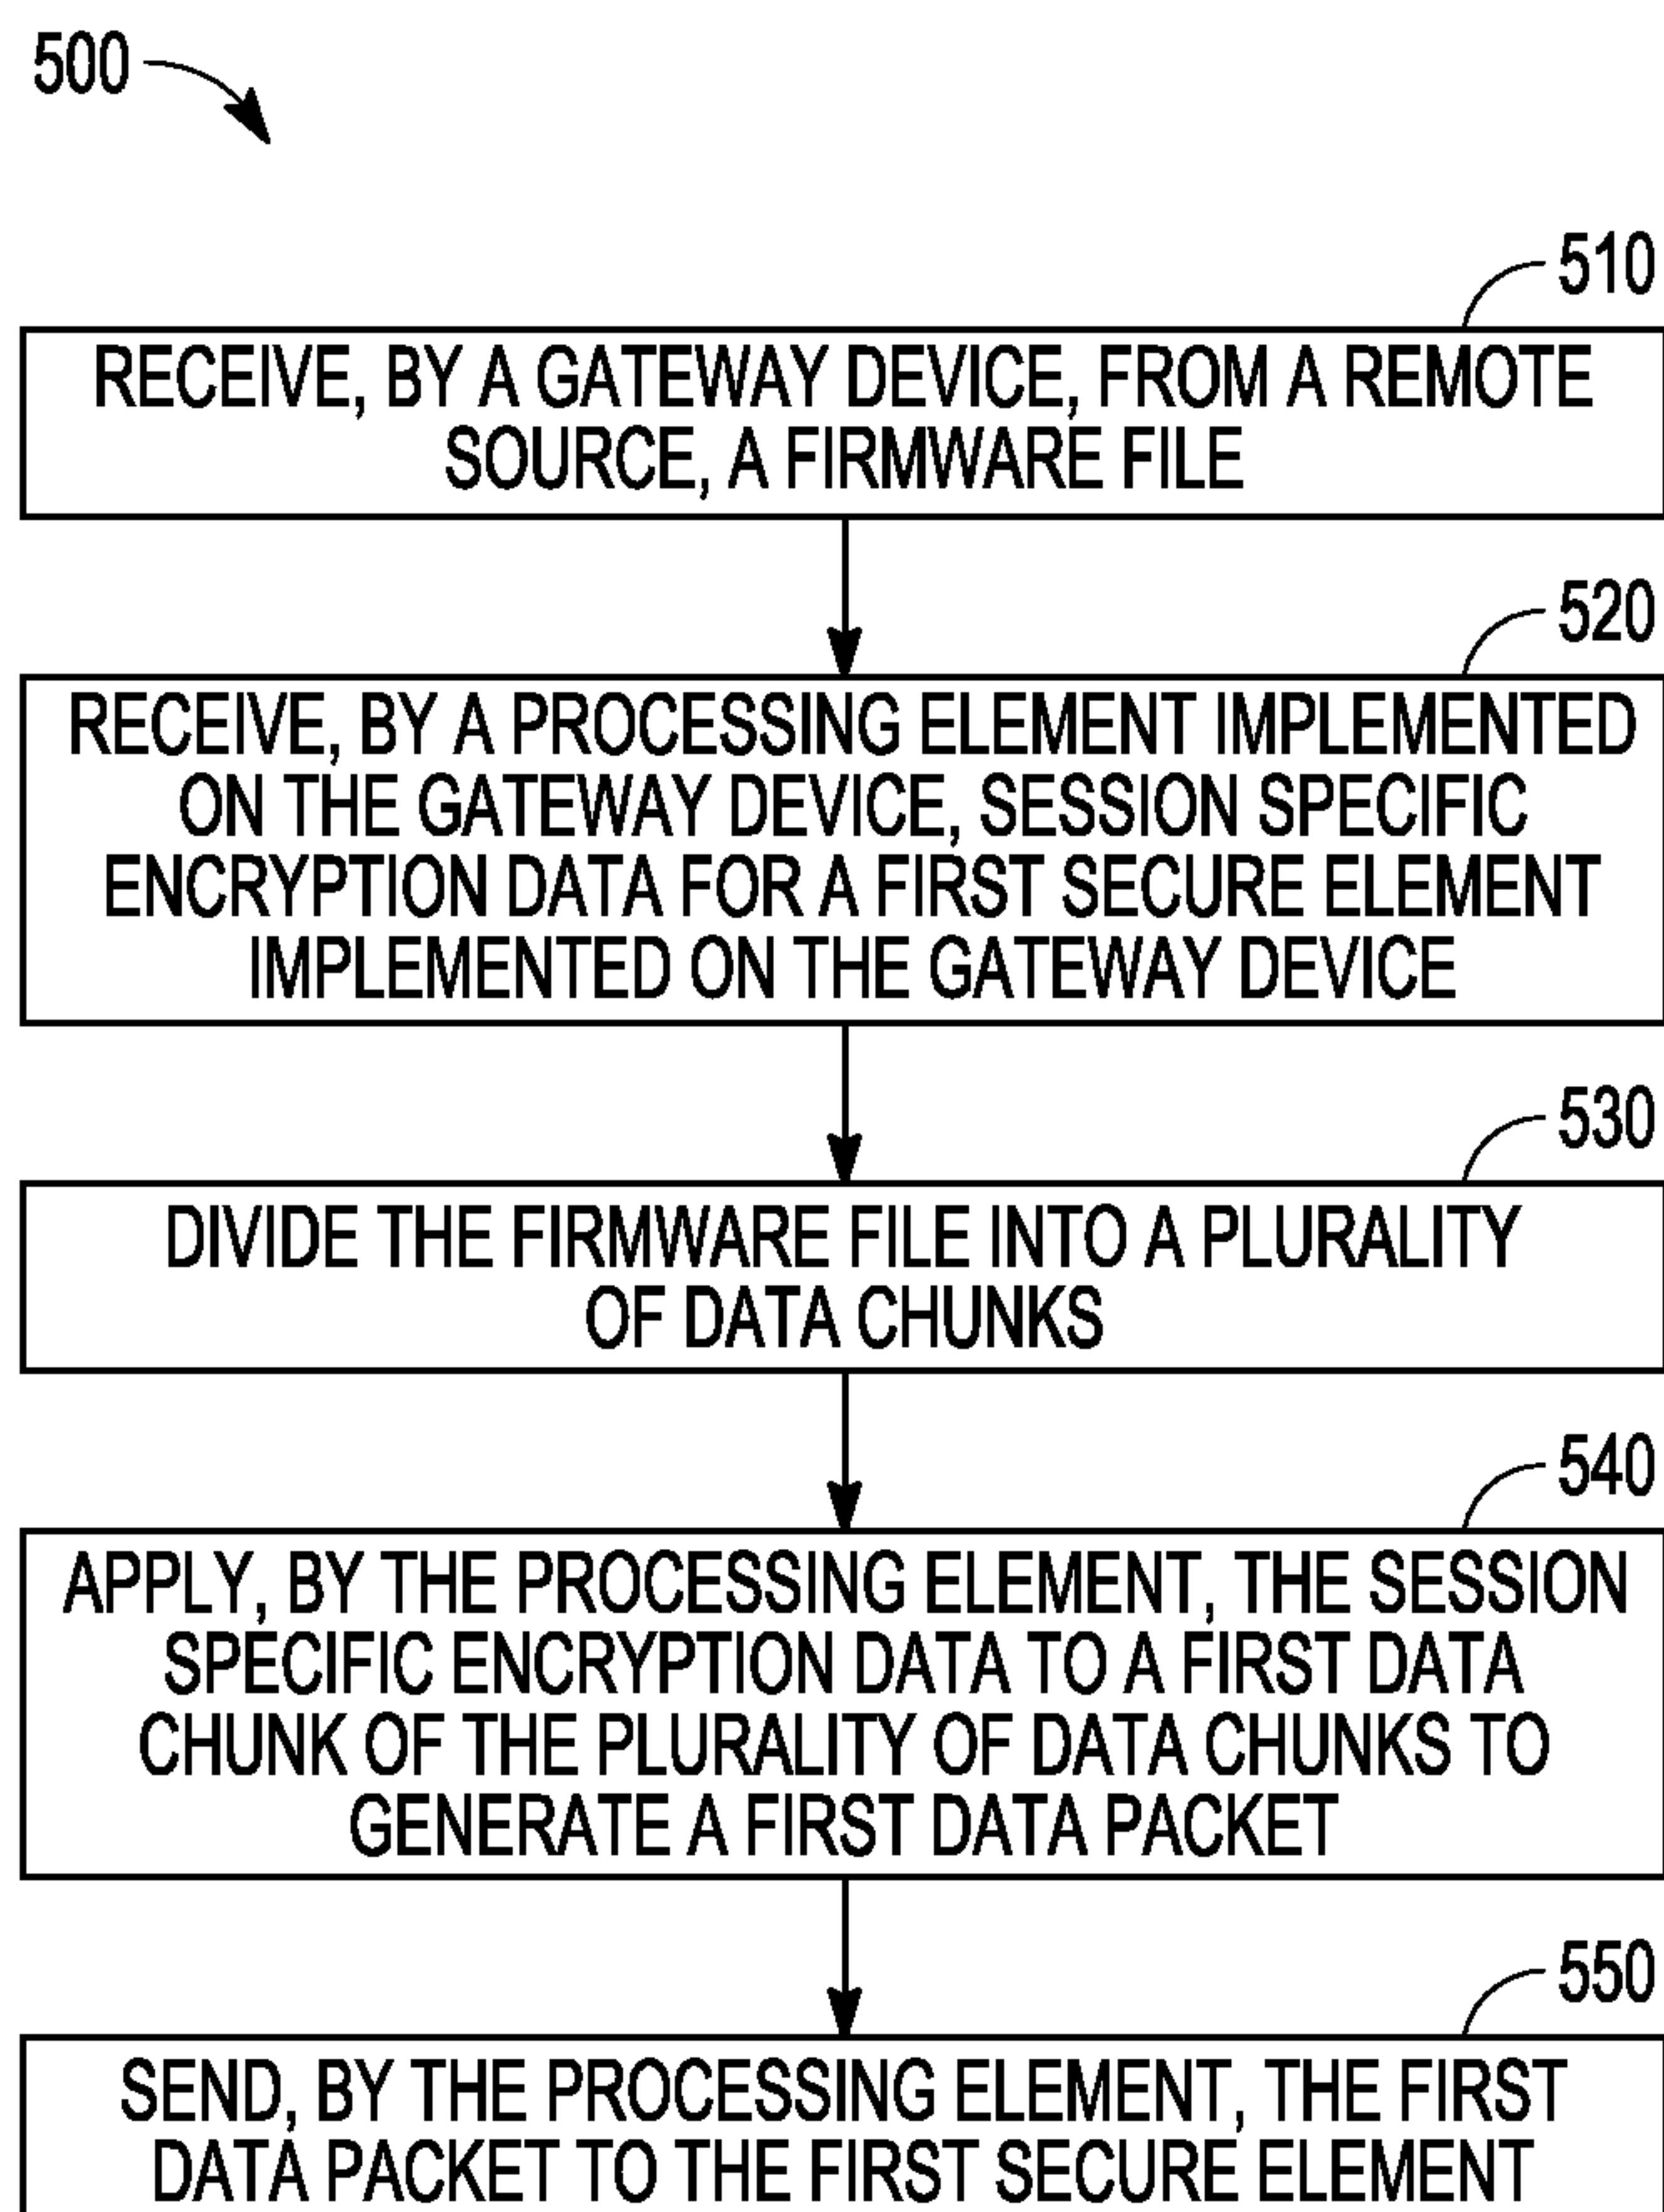 500
510
RECEIVE, BY A GATEWAY DEVICE, FROM A REMOTE
SOURCE, A FIRMWARE FILE
520
RECEIVE, BY A PROCESSING ELEMENT IMPLEMENTED
ON THE GATEWAY DEVICE, SESSION SPECIFIC
ENCRYPTION DATA FOR A FIRST SECURE ELEMENT
IMPLEMENTED ON THE GATEWAY DEVICE
530
DIVIDE THE FIRMWARE FILE INTO A PLURALITY
OF DATA CHUNKS
540
APPLY, BY THE PROCESSING ELEMENT, THE SESSION
SPECIFIC ENCRYPTION DATA TO A FIRST DATA
CHUNK OF THE PLURALITY OF DATA CHUNKS TO
GENERATE A FIRST DATA PACKET
550
SEND, BY THE PROCESSING ELEMENT, THE FIRST
DATA PACKET TO THE FIRST SECURE ELEMENT